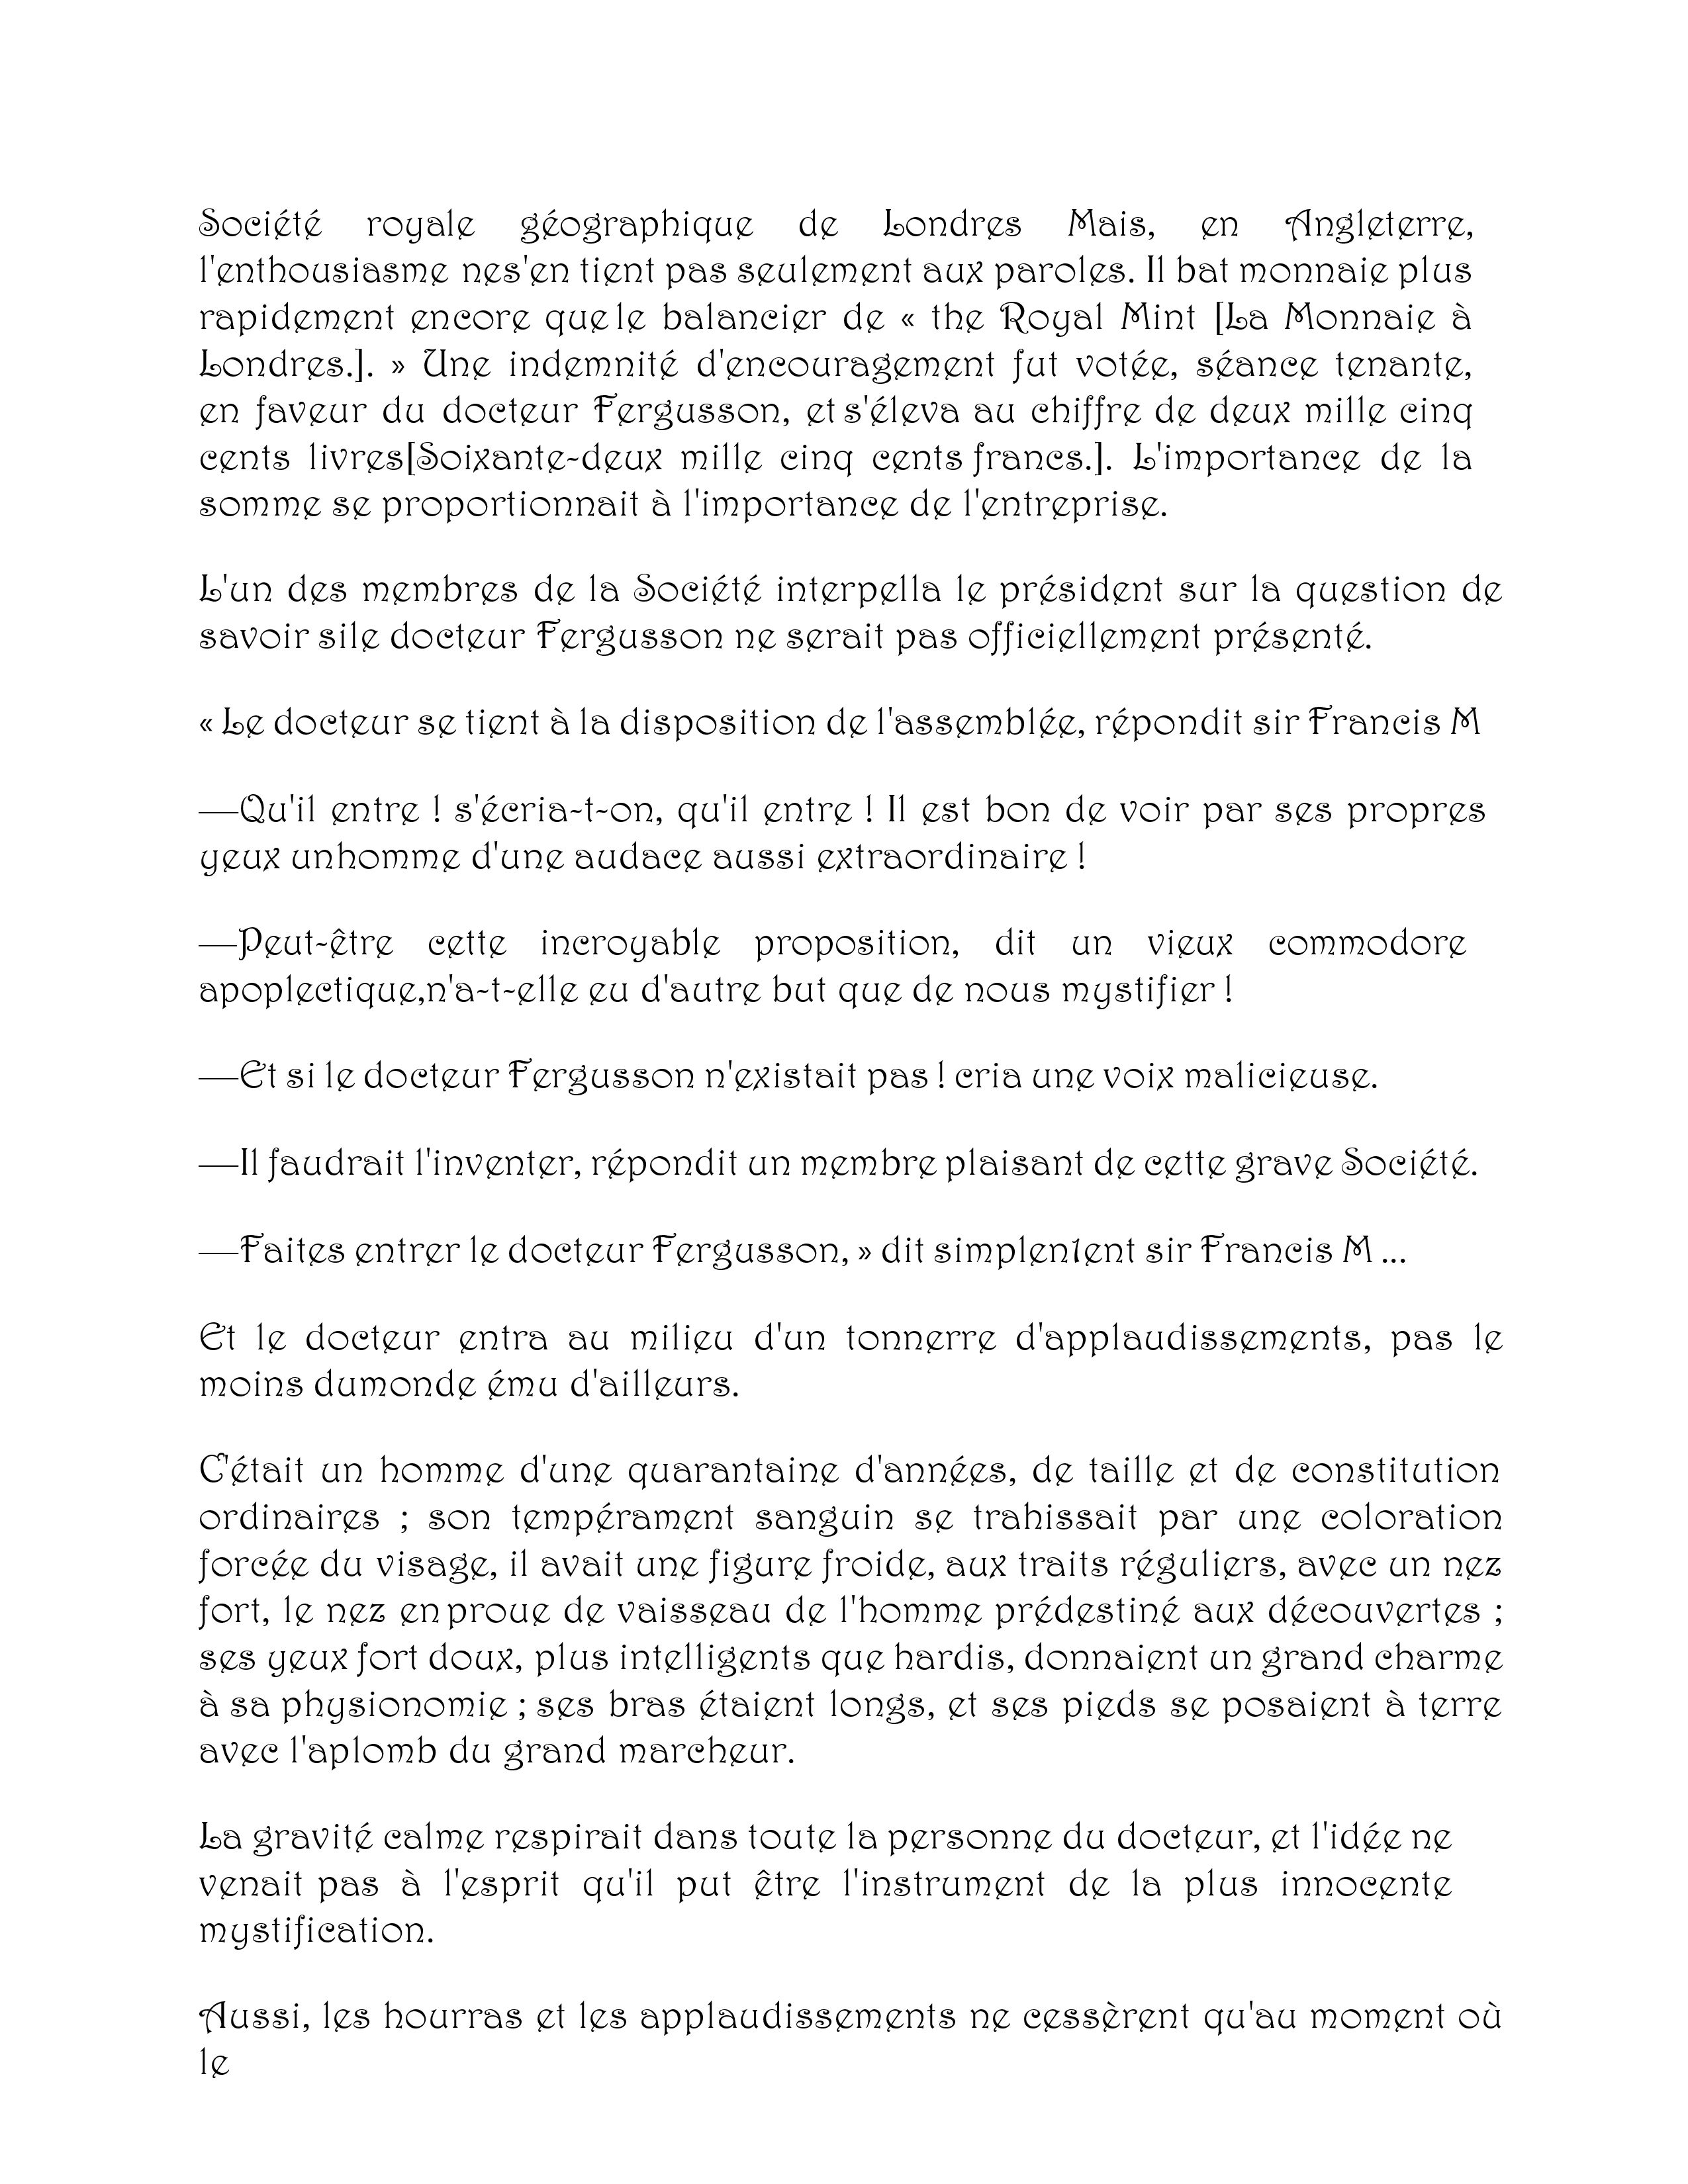 Société royale géographique de Londres Mais, en Angleterre,
l'enthousiasme nes'en tient pas seulement aux paroles. Il bat monnaie plus
rapidement encore que le balancier de « the Royal Mint [La Monnaie à
Londres.]. » Une indemnité d'encouragement fut votée, séance tenante,
en faveur du docteur Fergusson, et s'éleva au chiffre de deux mille cinq
cents livres[Soixante-deux mille cinq cents francs.]. L'importance de la
somme se proportionnait à l'importance de l'entreprise.
L'un des membres de la Société interpella le président sur la question de
savoir sile docteur Fergusson ne serait pas officiellement présenté.
« Le docteur se tient à la disposition de l'assemblée, répondit sir Francis M
—Qu'il entre ! s'écria-t-on, qu'il entre ! Il est bon de voir par ses propres
yeux unhomme d'une audace aussi extraordinaire !
—Peut-être cette incroyable proposition, dit un vieux commodore
apoplectique,n'a-t-elle eu d'autre but que de nous mystifier !
—Et si le docteur Fergusson n'existait pas ! cria une voix malicieuse.
—Il faudrait l'inventer, répondit un membre plaisant de cette grave Société.
—Faites entrer le docteur Fergusson, » dit simplen1ent sir Francis M ...
Et le docteur entra au milieu d'un tonnerre d'applaudissements, pas le
moins dumonde ému d'ailleurs.
C'était un homme d'une quarantaine d'années, de taille et de constitution
ordinaires ; son tempérament sanguin se trahissait par une coloration
forcée du visage, il avait une figure froide, aux traits réguliers, avec un nez
fort, le nez en proue de vaisseau de l'homme prédestiné aux découvertes ;
ses yeux fort doux, plus intelligents que hardis, donnaient un grand charme
à sa physionomie ; ses bras étaient longs, et ses pieds se posaient à terre
avec l'aplomb du grand marcheur.
La gravité calme respirait dans toute la personne du docteur, et l'idée ne
venait pas à l'esprit qu'il put être l'instrument de la plus innocente
mystification.
Aussi, les hourras et les applaudissements ne cessèrent qu'au moment où
le